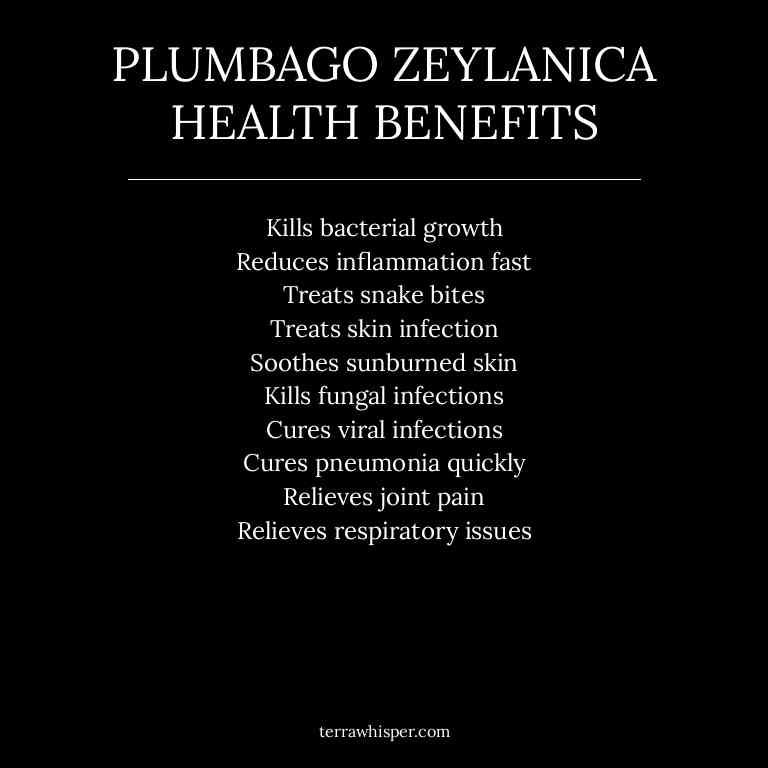 PLUMBAGO ZEYLANICA
HEALTH BENEFITS
Kills bacterial growth
Reduces inflammation fast
Treats snake bites
Treats skin infection
Soothes sunburned skin
Kills fungal infections
Cures viral infections
Cures pneumonia quickly
Relieves joint pain
Relieves respiratory issues
terrawhisper.com